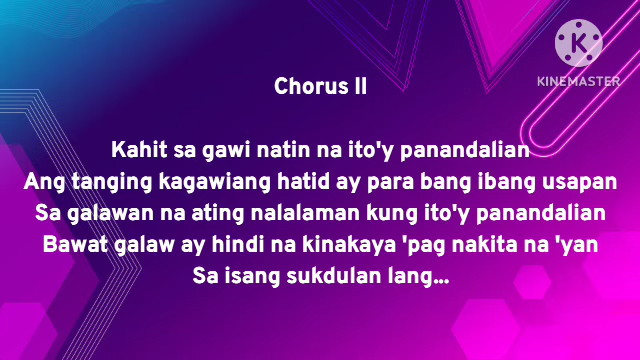 KINEMASTER
Chorus II
Kahit sa gawi natin na ito'y panandalian
Ang tanging kagawiang hatid ay para bang ibang usapan
Sa galawan na ating nalalaman kung ito'y panandalian
Bawat galaw ay hindi na kinakaya 'pag nakita na 'yan
Sa isang sukdulan lang...